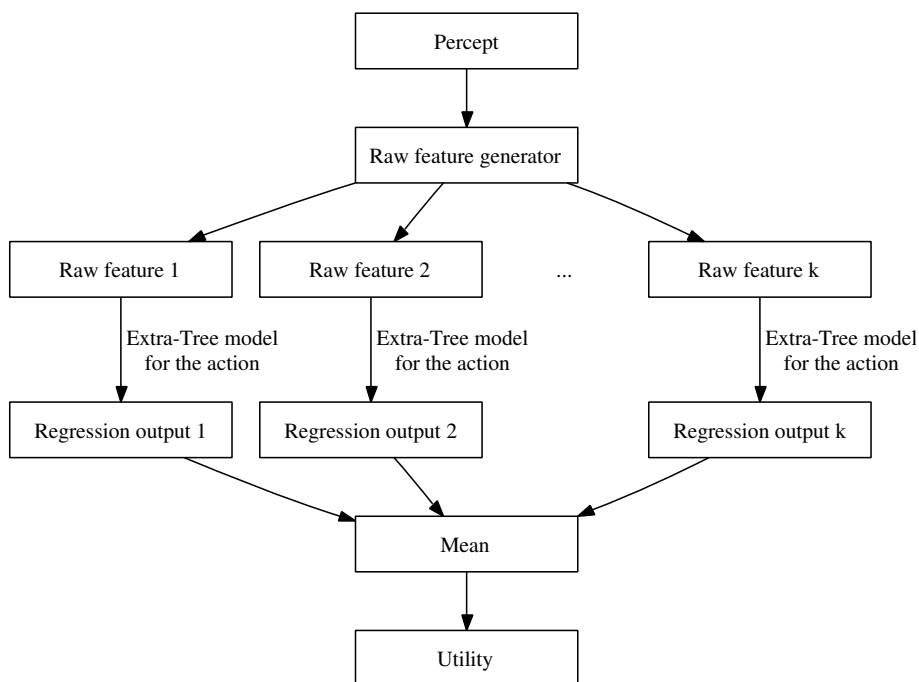 Percept
Raw feature generator
Raw feature 1
Raw feature 2
...
Raw feature k
Extra-Tree model
for the action
Extra-Tree model
for the action
Extra-Tree model
for the action
Regression output 1
Regression output 2
Regression output k
Mean
Utility